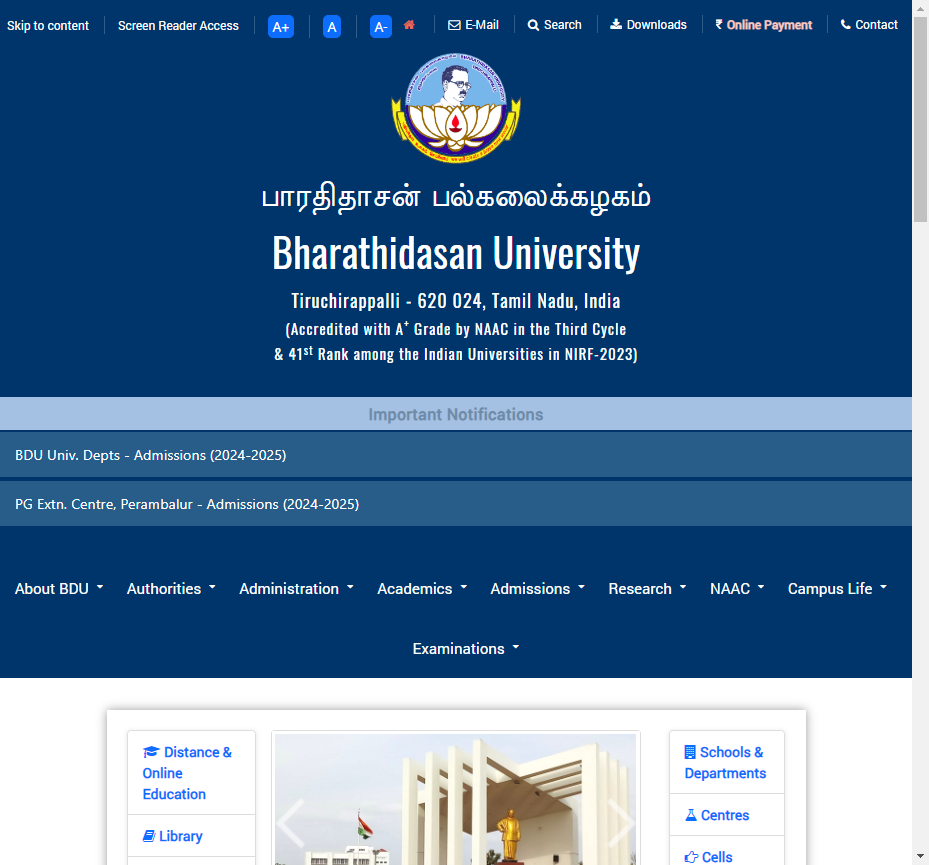 Skip to content
Screen Reader Access
A+
A
A-
E-Mail
Search
Downloads
₹ Online Payment
Contact
பாரதிதாசன் பல்கலைக்கழகம்
Bharathidasan University
Tiruchirappalli - 620 024, Tamil Nadu, India
(Accredited with A+ Grade by NAAC in the Third Cycle
& 41st Rank among the Indian Universities in NIRF-2023)
Important Notifications
BDU Univ. Depts - Admissions (2024-2025)
PG Extn. Centre, Perambalur - Admissions (2024-2025)
About BDU
Authorities
Administration
Academics
Admissions
Research
NAAC
Campus Life
Examinations
Distance &
Online
Education
Library
Schools &
Departments
Centres
Cells